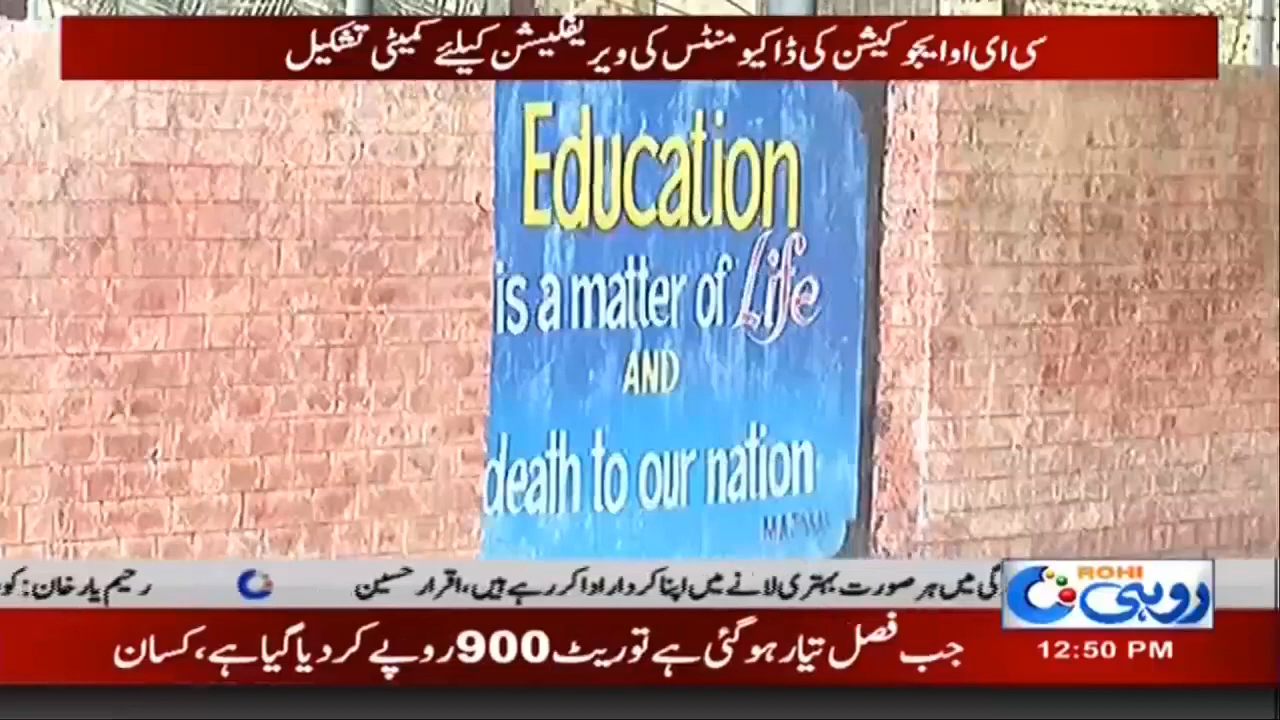 سی ای او ایجوکیشن کی ڈاکیومنٹس کی ویریفکیشن کیلئے کمیٹی تشکیل
Education
is a matter of Life
AND
death to our nation
گی میں ہر صورت بہتری لانے میں اپنا کردار ادا کر رہے ہیں، اقرار حسین
رحیم یار خان:
ROHI
روہی
جب فصل تیار ہو گئی ہے تو ریٹ 900 روپے کر دیا گیا ہے، کسان
12:50 PM